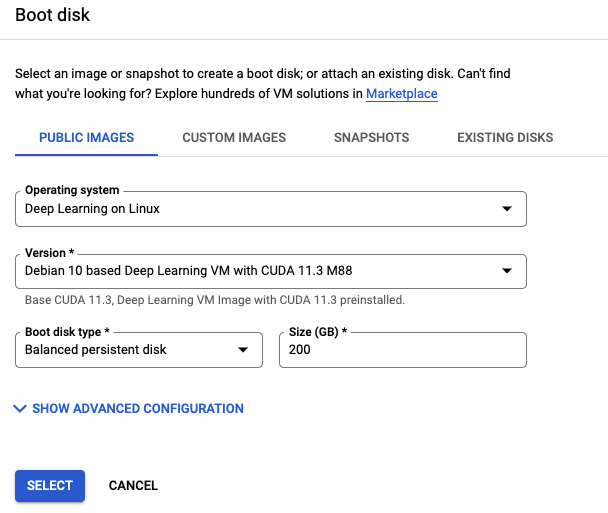 Boot disk
Select an image or snapshot to create a boot disk; or attach an existing disk. Can't find
what you're looking for? Explore hundreds of VM solutions in Marketplace
PUBLIC IMAGES CUSTOM IMAGES SNAPSHOTS EXISTING DISKS
Operating system
Deep Learning on Linux
Version *
Debian 10 based Deep Learning VM with CUDA 11.3 M88
Base CUDA 11.3, Deep Learning VM Image with CUDA 11.3 preinstalled.
Boot disk type * Size (GB) *
Balanced persistent disk 200
SHOW ADVANCED CONFIGURATION
SELECT CANCEL